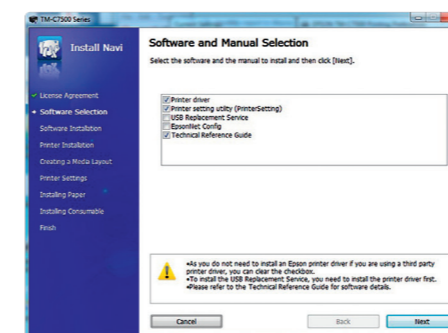 TM-C7500 Series
Install Navi
License Agreement
Software Selection
Software Installation
Printer Installation
Creating a Media Layout
Printer Settings
Installing Paper
Installing Consumable
Finish
Software and Manual Selection
Select the software and the manual to install and then click [Next].
Printer driver
Printer setting utility (PrinterSetting)
USB Replacement Service
EpsonNet Config
Technical Reference Guide
•As you do not need to install an Epson printer driver if you are using a third party
printer driver, you can clear the checkbox.
•To install the USB Replacement Service, you need to install the printer driver first.
•Please refer to the Technical Reference Guide for software details.
Cancel
Back
Next